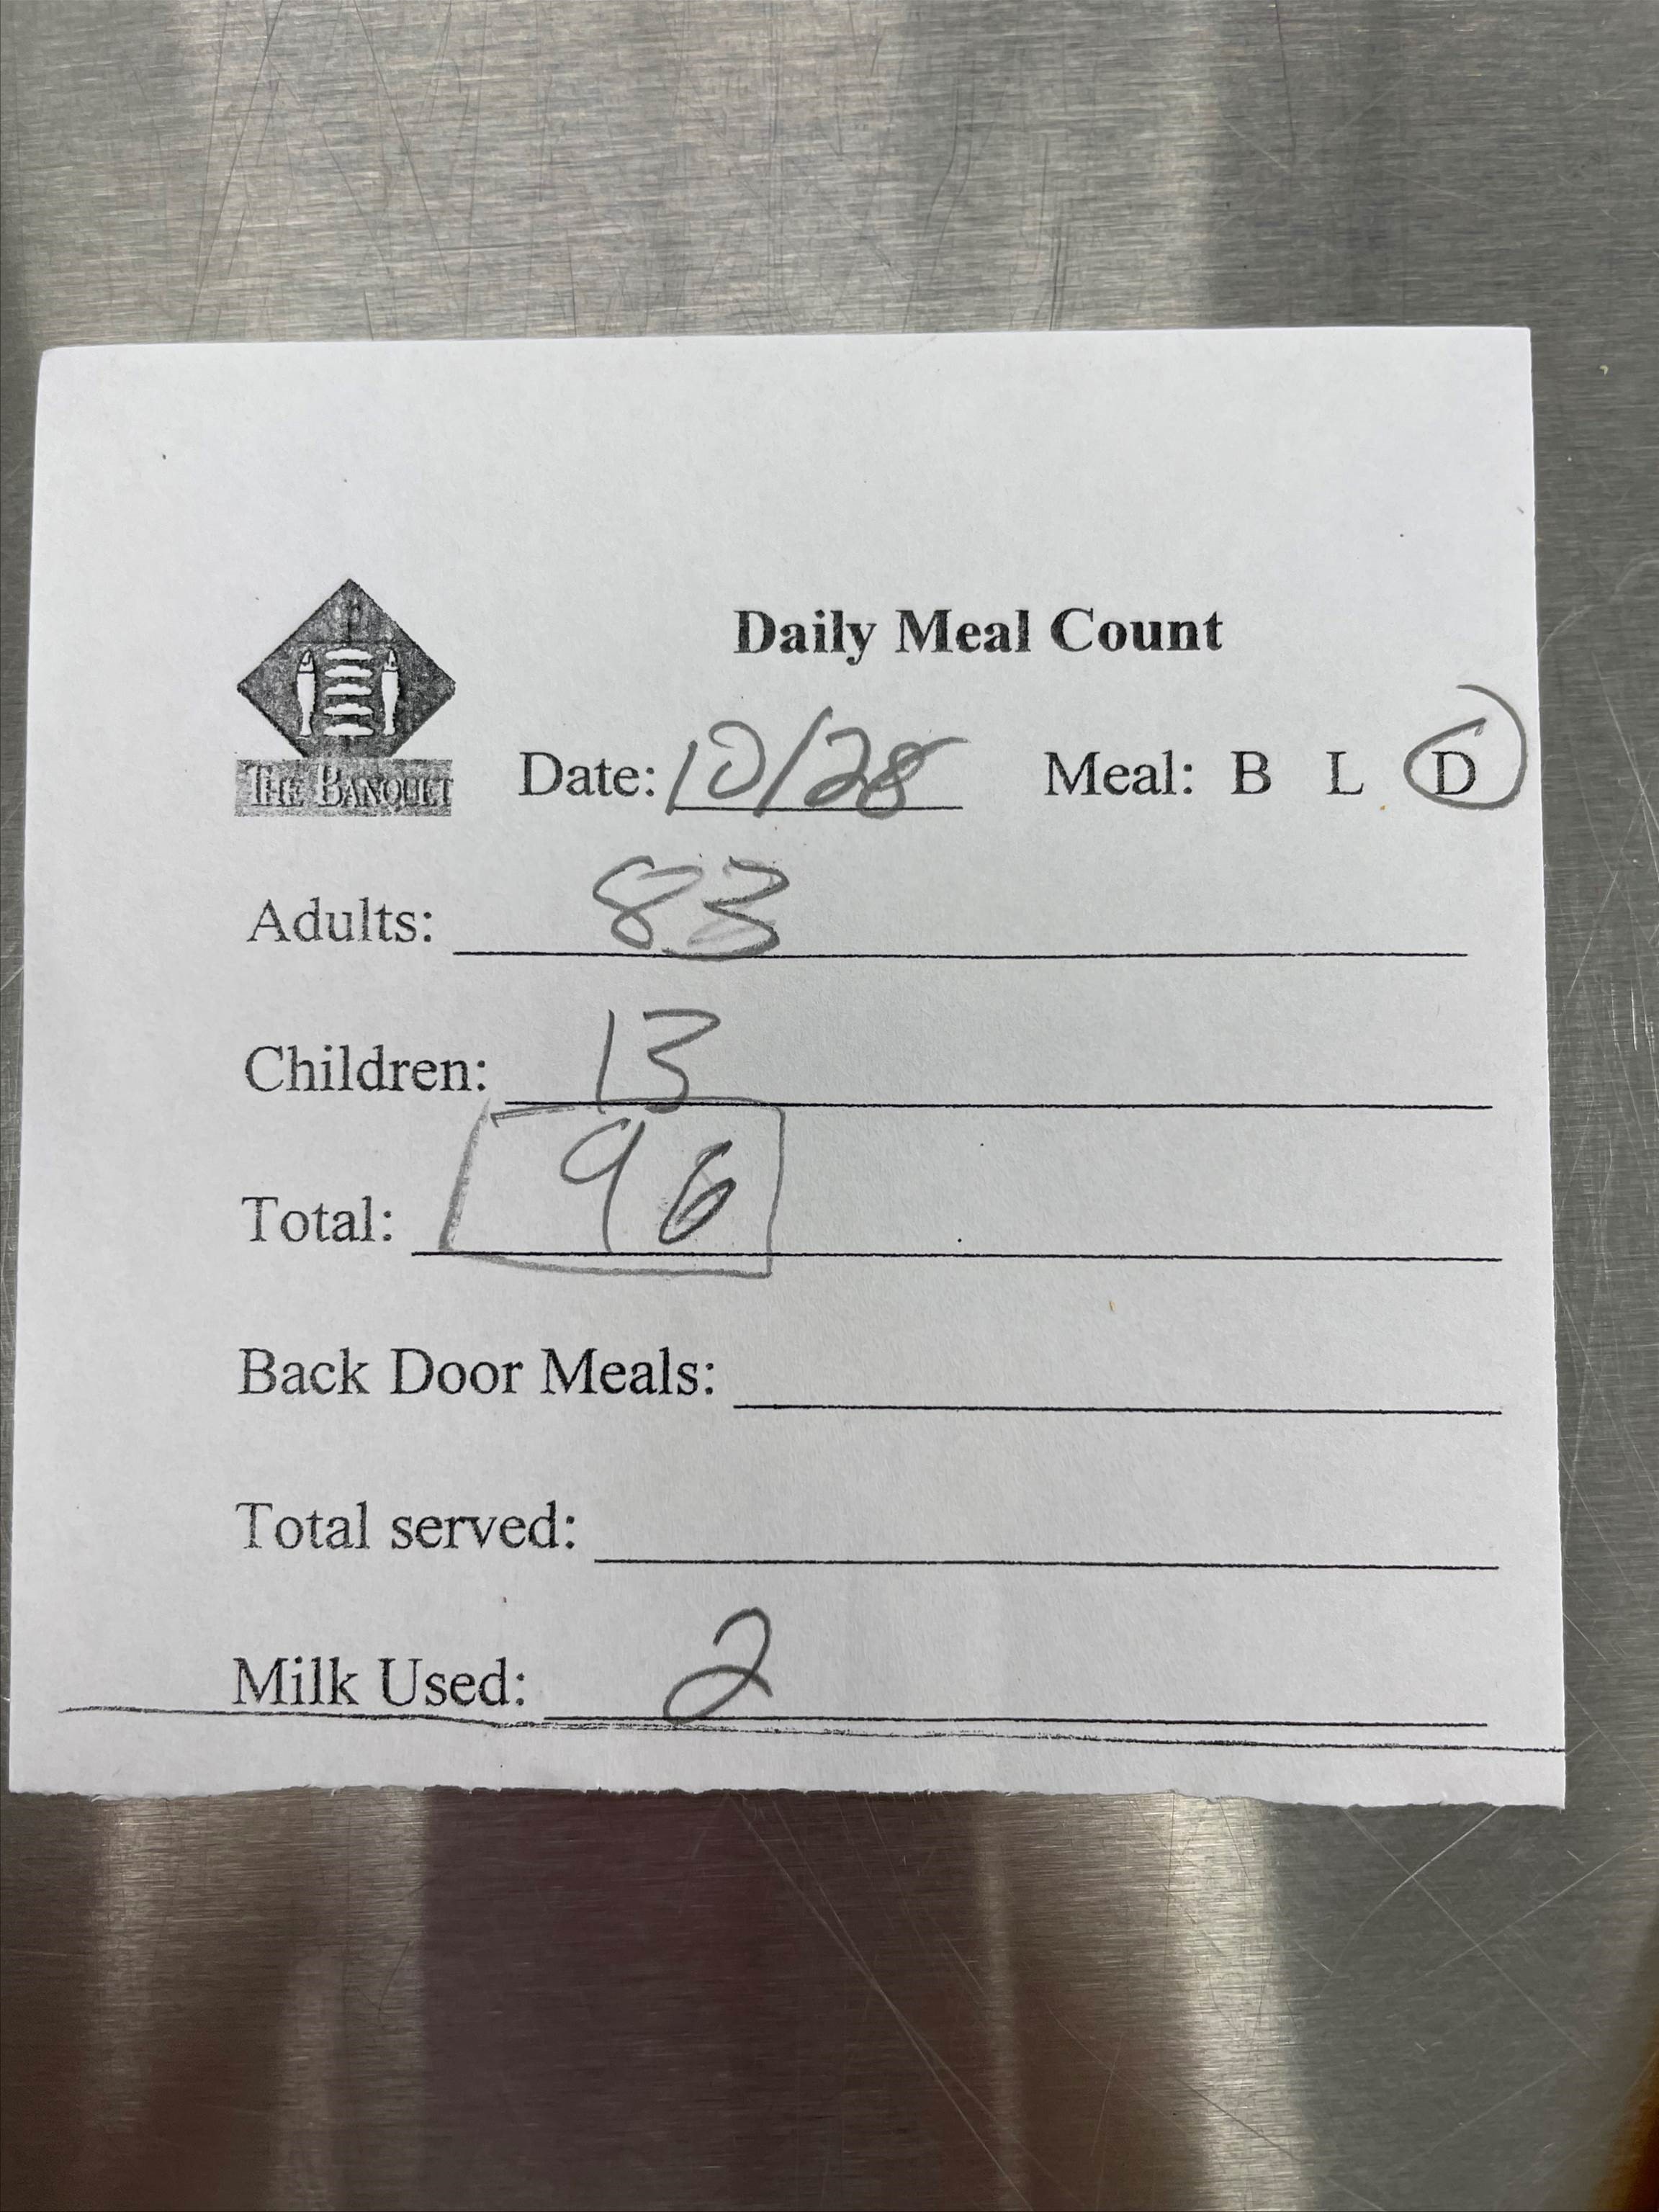 Daily Meal Count
THE BANQUET
Date: 10/28 Meal: B L D
Adults: 83
Children: 13
Total: 96
Back Door Meals:
Total served:
Milk Used: 2